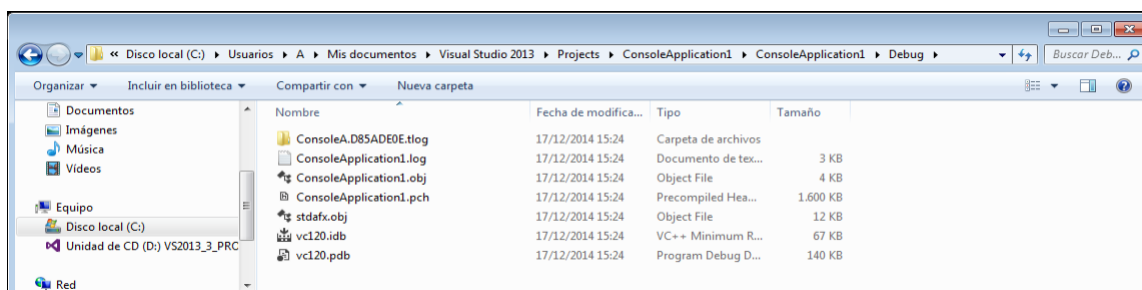 « Disco local (C:) ▸ Usuarios ▸ A ▸ Mis documentos ▸ Visual Studio 2013 ▸ Projects ▸ ConsoleApplication1 ▸ ConsoleApplication1 ▸ Debug ▸ Buscar Deb...
Organizar ▾ Incluir en biblioteca ▾ Compartir con ▾ Nueva carpeta
Documentos
Imágenes
Música
Vídeos
Equipo
Disco local (C:)
Unidad de CD (D:) VS2013_3_PRC
Red
Nombre Fecha de modifica... Tipo Tamaño
ConsoleA.D85ADE0E.tlog 17/12/2014 15:24 Carpeta de archivos
ConsoleApplication1.log 17/12/2014 15:24 Documento de tex... 3 KB
ConsoleApplication1.obj 17/12/2014 15:24 Object File 4 KB
ConsoleApplication1.pch 17/12/2014 15:24 Precompiled Hea... 1.600 KB
stdafx.obj 17/12/2014 15:24 Object File 12 KB
vc120.idb 17/12/2014 15:24 VC++ Minimum R... 67 KB
vc120.pdb 17/12/2014 15:24 Program Debug D... 140 KB